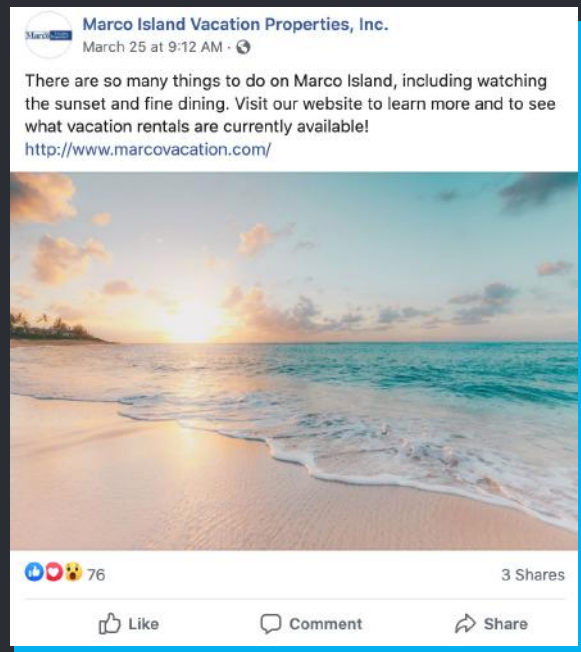 Marco
Marco Island Vacation Properties, Inc.
March 25 at 9:12 AM ·
There are so many things to do on Marco Island, including watching
the sunset and fine dining. Visit our website to learn more and to see
what vacation rentals are currently available!
http://www.marcovacation.com/
76
3 Shares
Like
Comment
Share